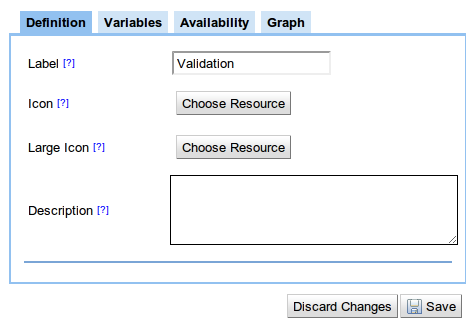 Definition Variables Availability Graph
Label [?] Validation
Icon [?] Choose Resource
Large Icon [?] Choose Resource
Description [?]
Discard Changes Save